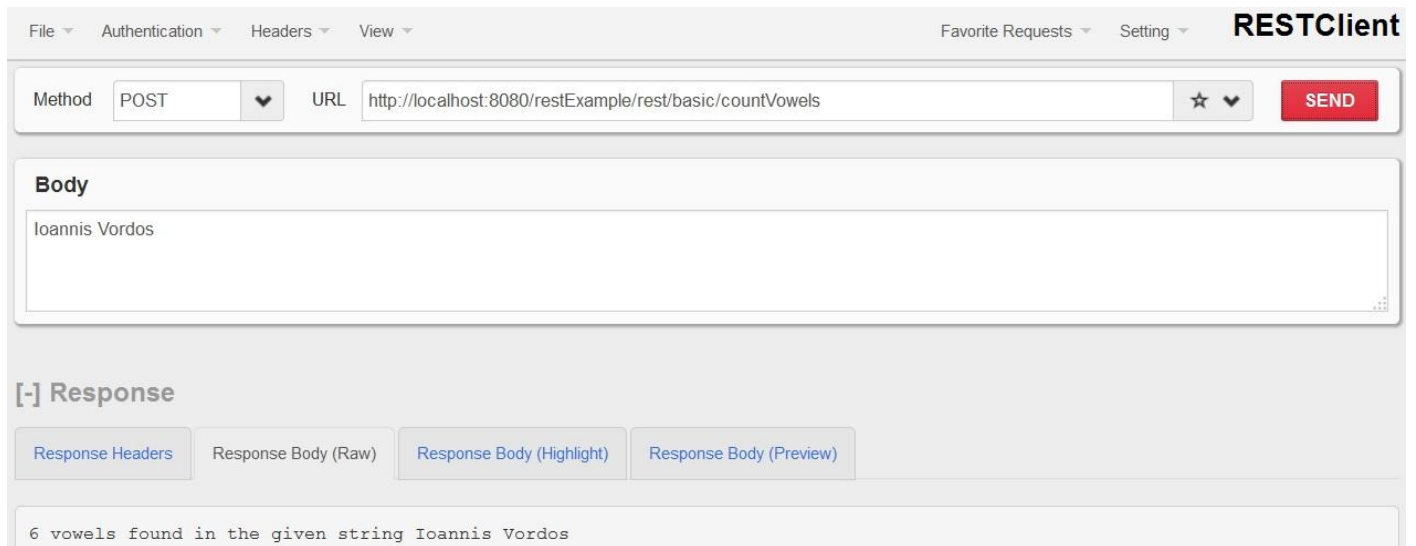 File Authentication Headers View Favorite Requests Setting RESTClient
Method POST URL http://localhost:8080/restExample/rest/basic/countVowels SEND
Body
Ioannis Vordos
[-] Response
Response Headers Response Body (Raw) Response Body (Highlight) Response Body (Preview)
6 vowels found in the given string Ioannis Vordos